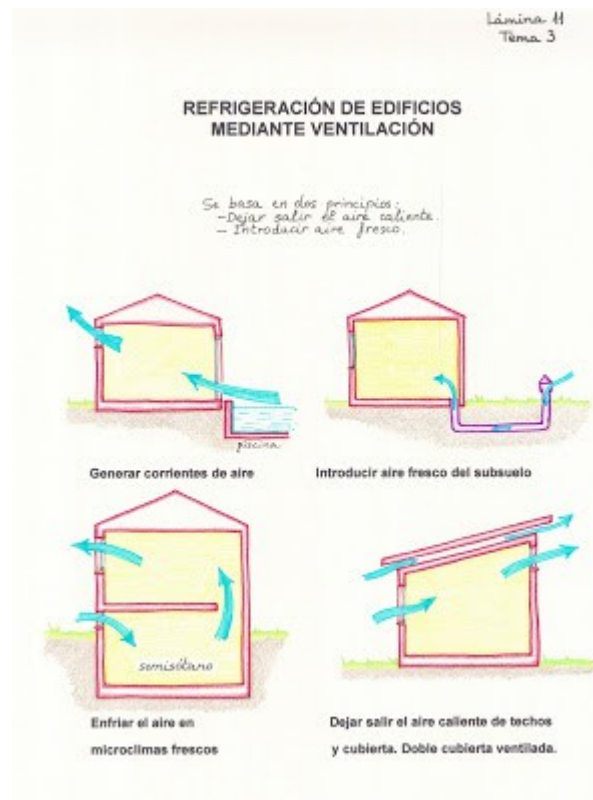 Lámina 11
Tema 3
REFRIGERACIÓN DE EDIFICIOS
MEDIANTE VENTILACIÓN
Se basa en dos principios:
-Dejar salir el aire caliente.
- Introducir aire fresco.
piscina
Generar corrientes de aire
Introducir aire fresco del subsuelo
semisótano
Enfriar el aire en
microclimas frescos
Dejar salir el aire caliente de techos
y cubierta. Doble cubierta ventilada.